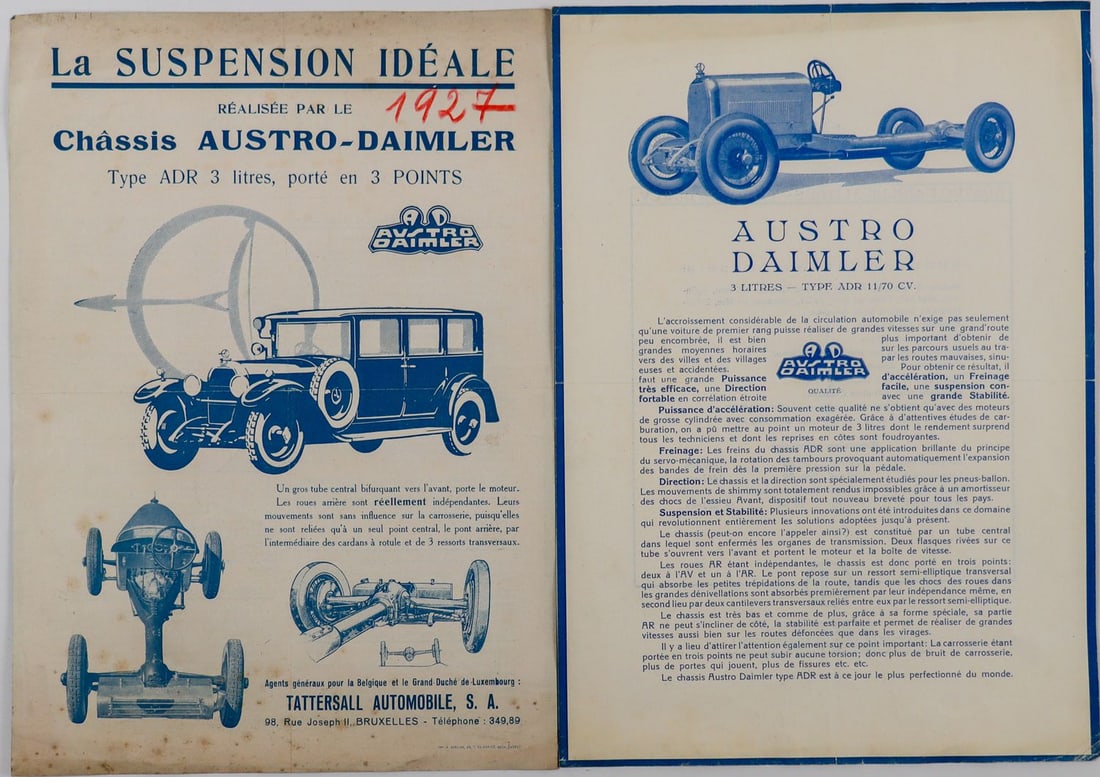 La SUSPENSION IDÉALE
RÉALISÉE PAR LE
1927
Châssis AUSTRO-DAIMLER
Type ADR 3 litres, porté en 3 POINTS
AD
AUSTRO
DAIMLER
Un gros tube central bifurquant vers l'avant, porte le moteur.
Les roues arrière sont réellement indépendantes. Leurs
mouvements sont sans influence sur la carrosserie, puisqu'elles
ne sont reliées qu'à un seul point central, le pont arrière, par
l'intermédiaire des cardans à rotule et de 3 ressorts transversaux.
Agents généraux pour la Belgique et le Grand Duché de Luxembourg :
TATTERSALL AUTOMOBILE, S. A.
98, Rue Joseph II, BRUXELLES - Téléphone : 349,89
AUSTRO
DAIMLER
3 LITRES — TYPE ADR 11/70 CV.
L'accroissement considérable de la circulation automobile n'exige pas seulement
qu'une voiture de premier rang puisse réaliser de grandes vitesses sur une grand'route
peu encombrée, il est bien plus important d'obtenir de
grandes moyennes horaires sur les parcours usuels au tra-
vers des villes et des villages par les routes mauvaises, sinu-
euses et accidentées. Pour obtenir ce résultat, il
faut une grande Puissance d'accélération, un Freinage
très efficace, une Direction facile, une suspension con-
fortable en corrélation étroite avec une grande Stabilité.
AD
AUSTRO
DAIMLER
QUALITÉ
Puissance d'accélération: Souvent cette qualité ne s'obtient qu'avec des moteurs
de grosse cylindrée avec consommation exagérée. Grâce à d'attentives études de car-
buration, on a pû mettre au point un moteur de 3 litres dont le rendement surprend
tous les techniciens et dont les reprises en côtes sont foudroyantes.
Freinage: Les freins du chassis ADR sont une application brillante du principe
du servo-mécanique, la rotation des tambours provoquant automatiquement l'expansion
des bandes de frein dès la première pression sur la pédale.
Direction: Le chassis et la direction sont spécialement étudiés pour les pneus-ballon.
Les mouvements de shimmy sont totalement rendus impossibles grâce à un amortisseur
des chocs de l'essieu Avant, dispositif tout nouveau breveté pour tous les pays.
Suspension et Stabilité: Plusieurs innovations ont été introduites dans ce domaine
qui revolutionnent entièrement les solutions adoptées jusqu'à présent.
Le chassis (peut-on encore l'appeler ainsi?) est constitué par un tube central
dans lequel sont enfermés les organes de transmission. Deux flasques rivées sur ce
tube s'ouvrent vers l'avant et portent le moteur et la boîte de vitesse.
Les roues AR étant indépendantes, le chassis est donc porté en trois points:
deux à l'AV et un à l'AR. Le pont repose sur un ressort semi-elliptique transversal
qui absorbe les petites trépidations de la route, tandis que les chocs des roues dans
les grandes dénivellations sont absorbés premièrement par leur indépendance même, en
second lieu par deux cantilevers transversaux reliés entre eux par le ressort semi-elliptique.
Le chassis est très bas et comme de plus, grâce à sa forme spéciale, sa partie
AR ne peut s'incliner de côté, la stabilité est parfaite et permet de réaliser de grandes
vitesses aussi bien sur les routes défoncées que dans les virages.
Il y a lieu d'attirer l'attention également sur ce point important: La carrosserie étant
portée en trois points ne peut subir aucune torsion; donc plus de bruit de carrosserie,
plus de portes qui jouent, plus de fissures etc. etc.
Le chassis Austro Daimler type ADR est à ce jour le plus perfectionné du monde.